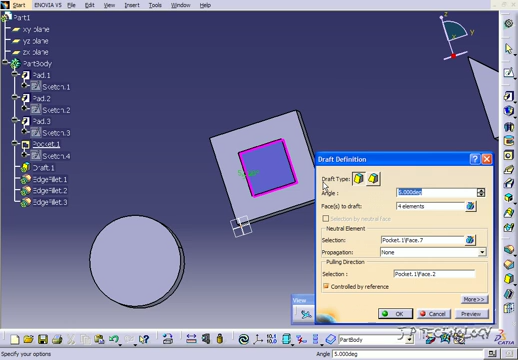 Start ENOVIA V5 File Edit View Insert Tools Window Help
Part1
xy plane
yz plane
zx plane
PartBody
Pad.1
Sketch.1
Pad.2
Sketch.2
Pad.3
Sketch.3
Pocket.1
Sketch.4
Draft.1
EdgeFillet.1
EdgeFillet.2
EdgeFillet.3
z
x
y
Draft Definition
Draft Type:
Angle : 5.000deg
Face(s) to draft: 4 elements
Selection by neutral face
Neutral Element
Selection: Pocket.1\Face.7
Propagation: None
Pulling Direction
Selection : Pocket.1\Face.2
Controlled by reference
More>>
OK Cancel Preview
View
J.P TECHNOLOGY
PartBody
CATIA
Specify your options Angle 5.000deg